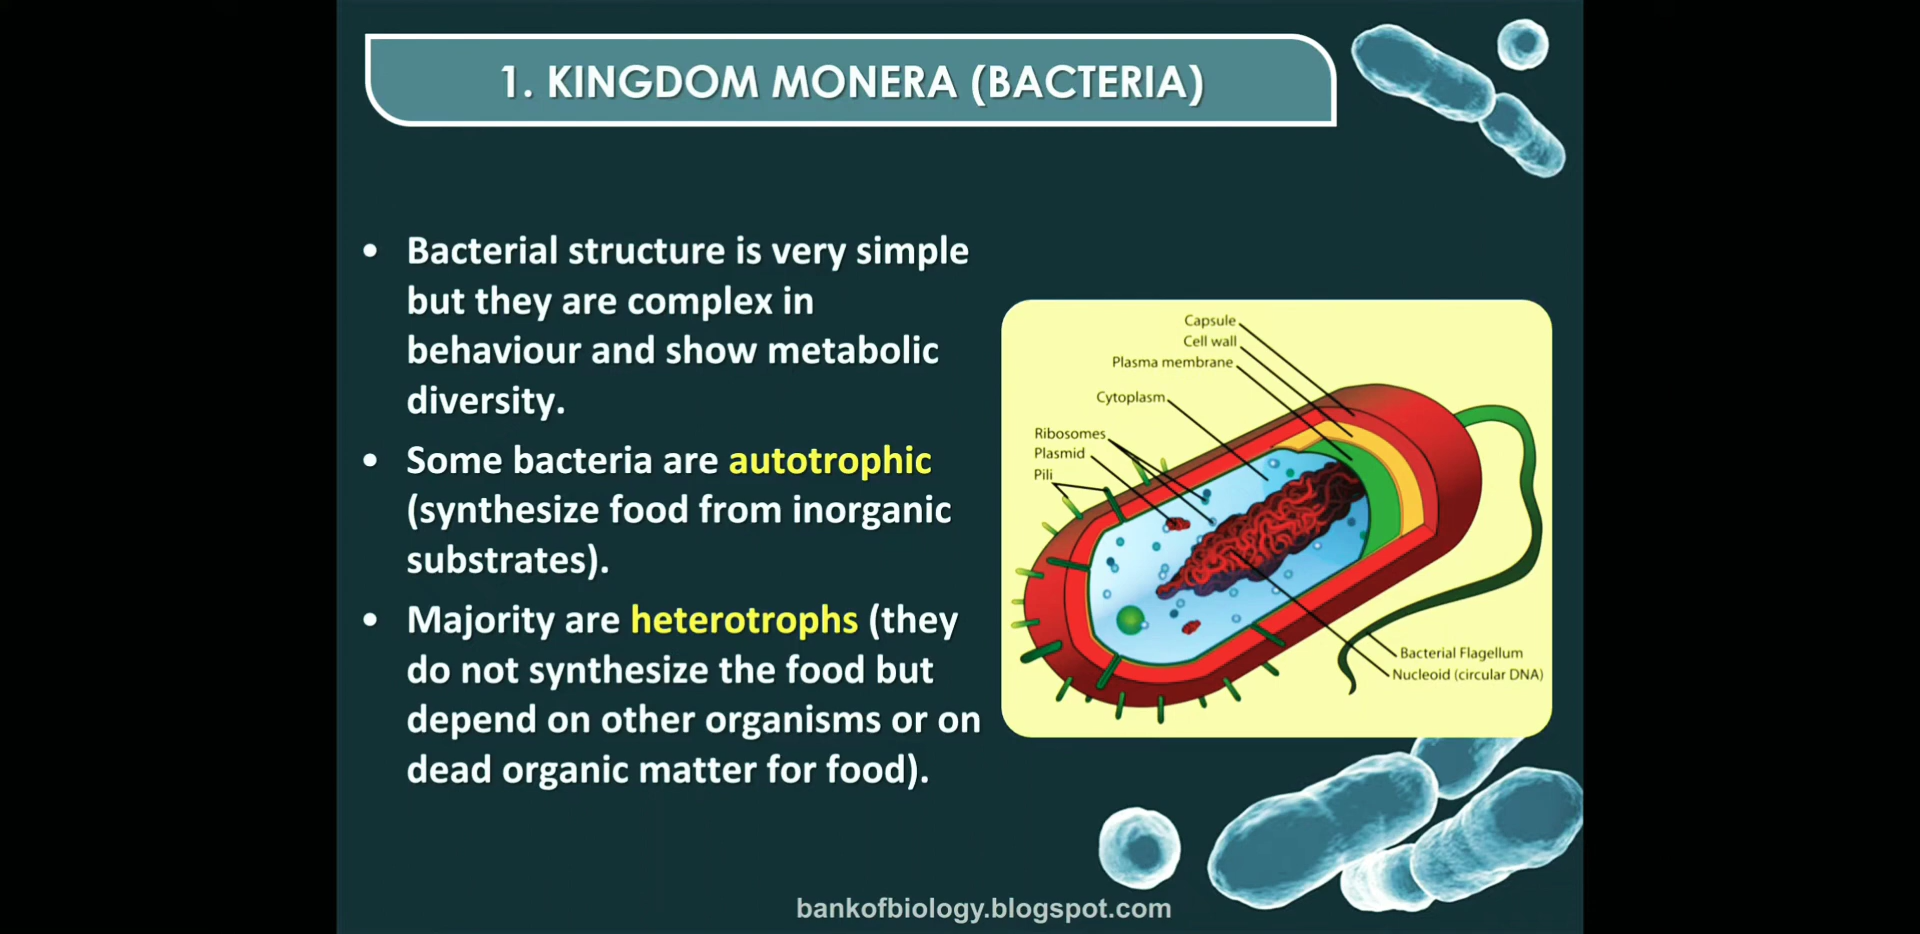 1. KINGDOM MONERA (BACTERIA)
• Bacterial structure is very simple
but they are complex in
behaviour and show metabolic
diversity.
• Some bacteria are autotrophic
(synthesize food from inorganic
substrates).
• Majority are heterotrophs (they
do not synthesize the food but
depend on other organisms or on
dead organic matter for food).
Capsule
Cell wall
Plasma membrane
Cytoplasm
Ribosomes
Plasmid
Pili
Bacterial Flagellum
Nucleoid (circular DNA)
bankofbiology.blogspot.com